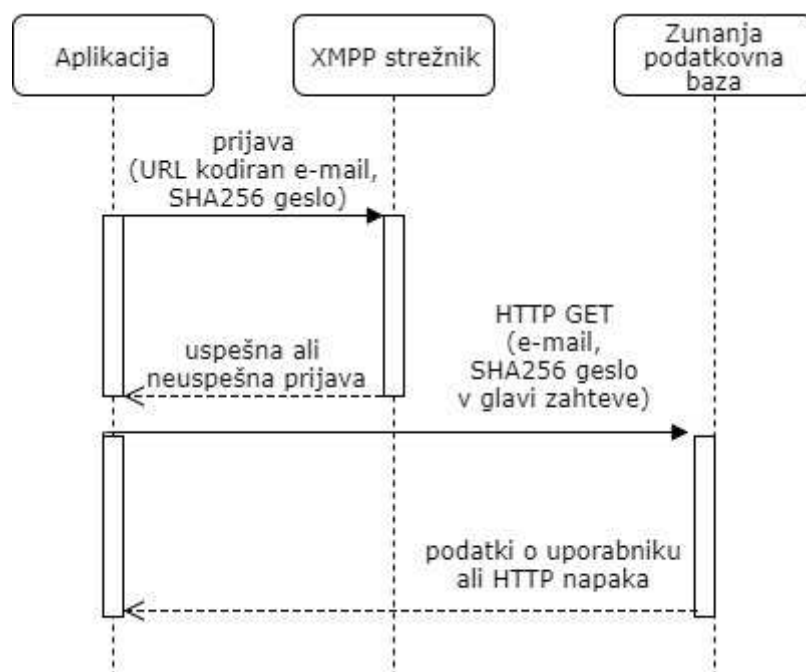 Aplikacija
XMPP strežnik
Zunanja
podatkovna
baza
prijava
(URL kodiran e-mail,
SHA256 geslo)
uspešna ali
neuspešna prijava
HTTP GET
(e-mail,
SHA256 geslo
v glavi zahteve)
podatki o uporabniku
ali HTTP napaka